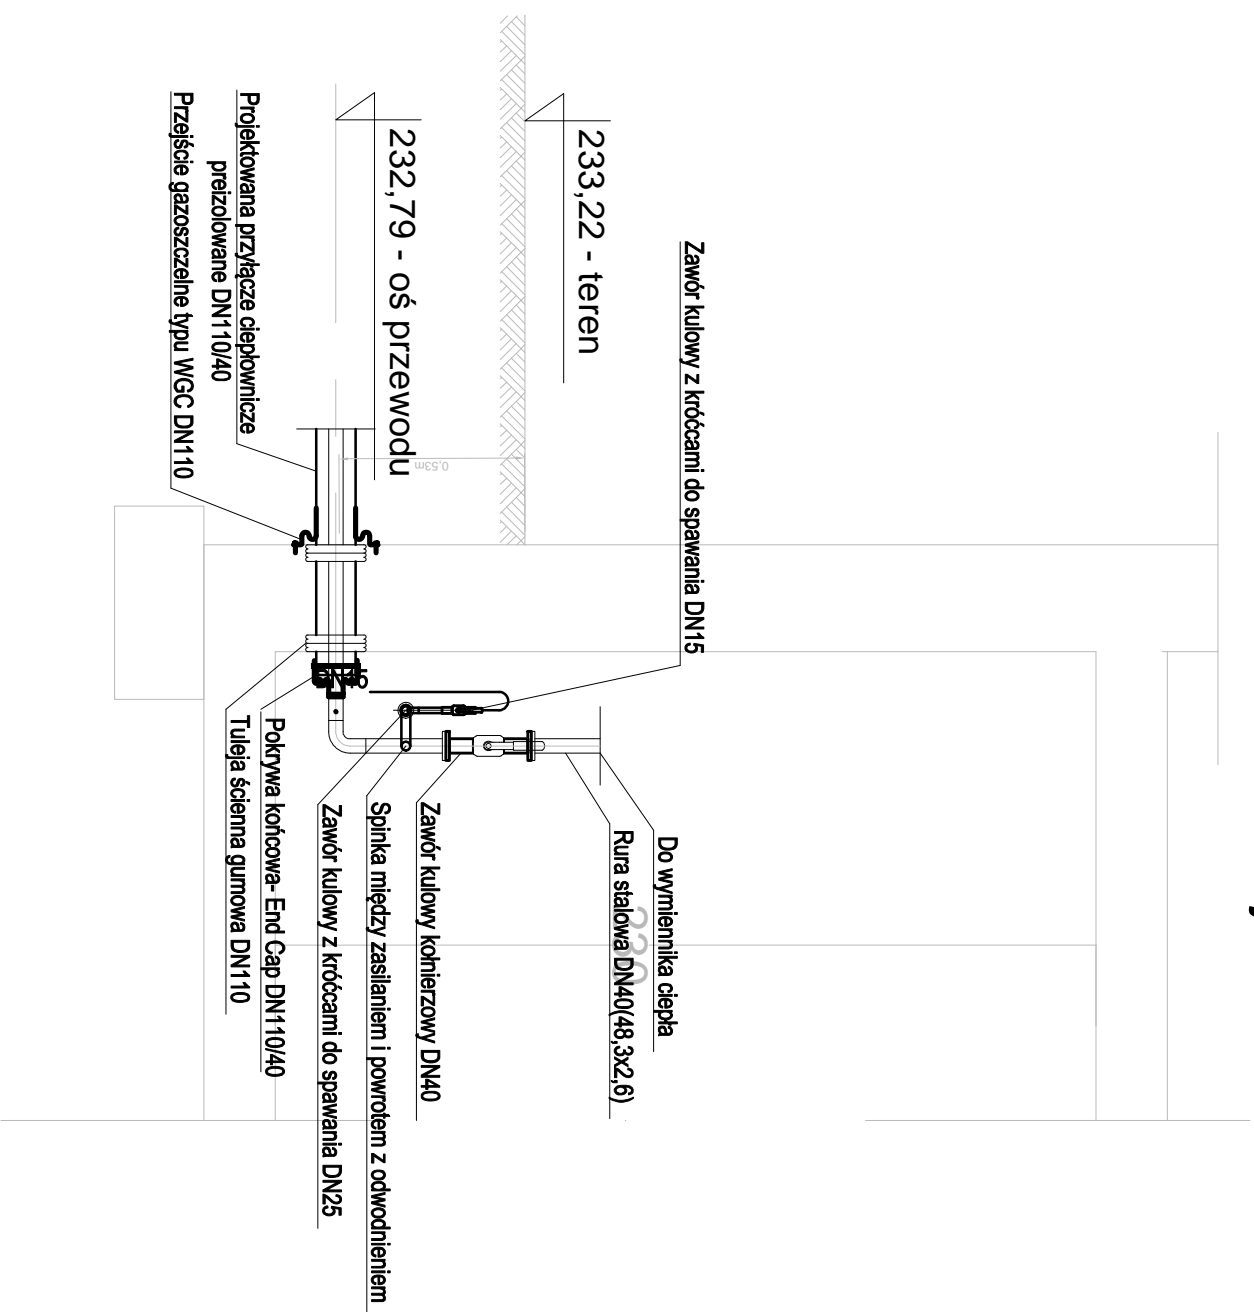 Zawór kulowy z króćcami do spawania DN15
233,22 - teren
232,79 - oś przewodu
0,53m
Projektowana przyłącze ciepłownicze
preizolowane DN110/40
Przejście gazoszczelne typu WGC DN110
Do wymiennika ciepła
Rura stalowa DN40(48,3x2,6)
230
Zawór kulowy kołnierzowy DN40
Spinka między zasilaniem i powrotem z odwodnieniem
Zawór kulowy z króćcami do spawania DN25
Pokrywa końcowa- End Cap DN110/40
Tuleja ścienna gumowa DN110